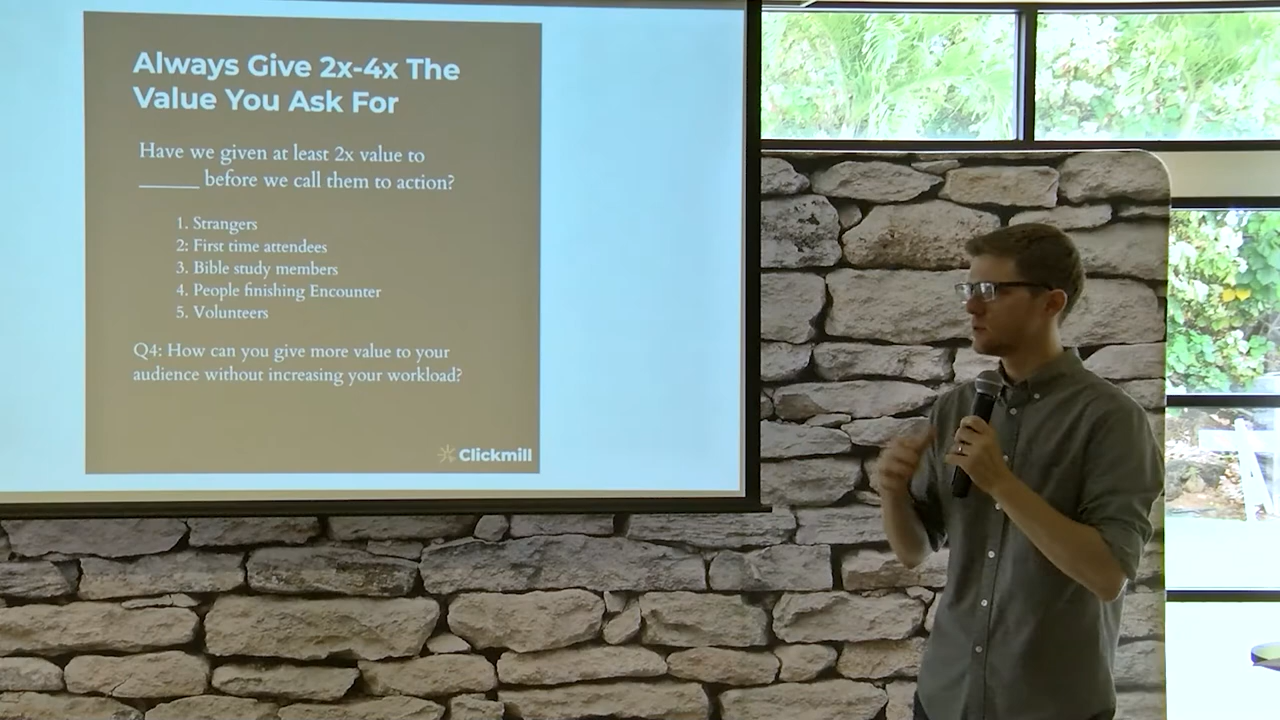 Always Give 2x-4x The
Value You Ask For
Have we given at least 2x value to
______ before we call them to action?
1. Strangers
2: First time attendees
3. Bible study members
4. People finishing Encounter
5. Volunteers
Q4: How can you give more value to your
audience without increasing your workload?
Clickmill